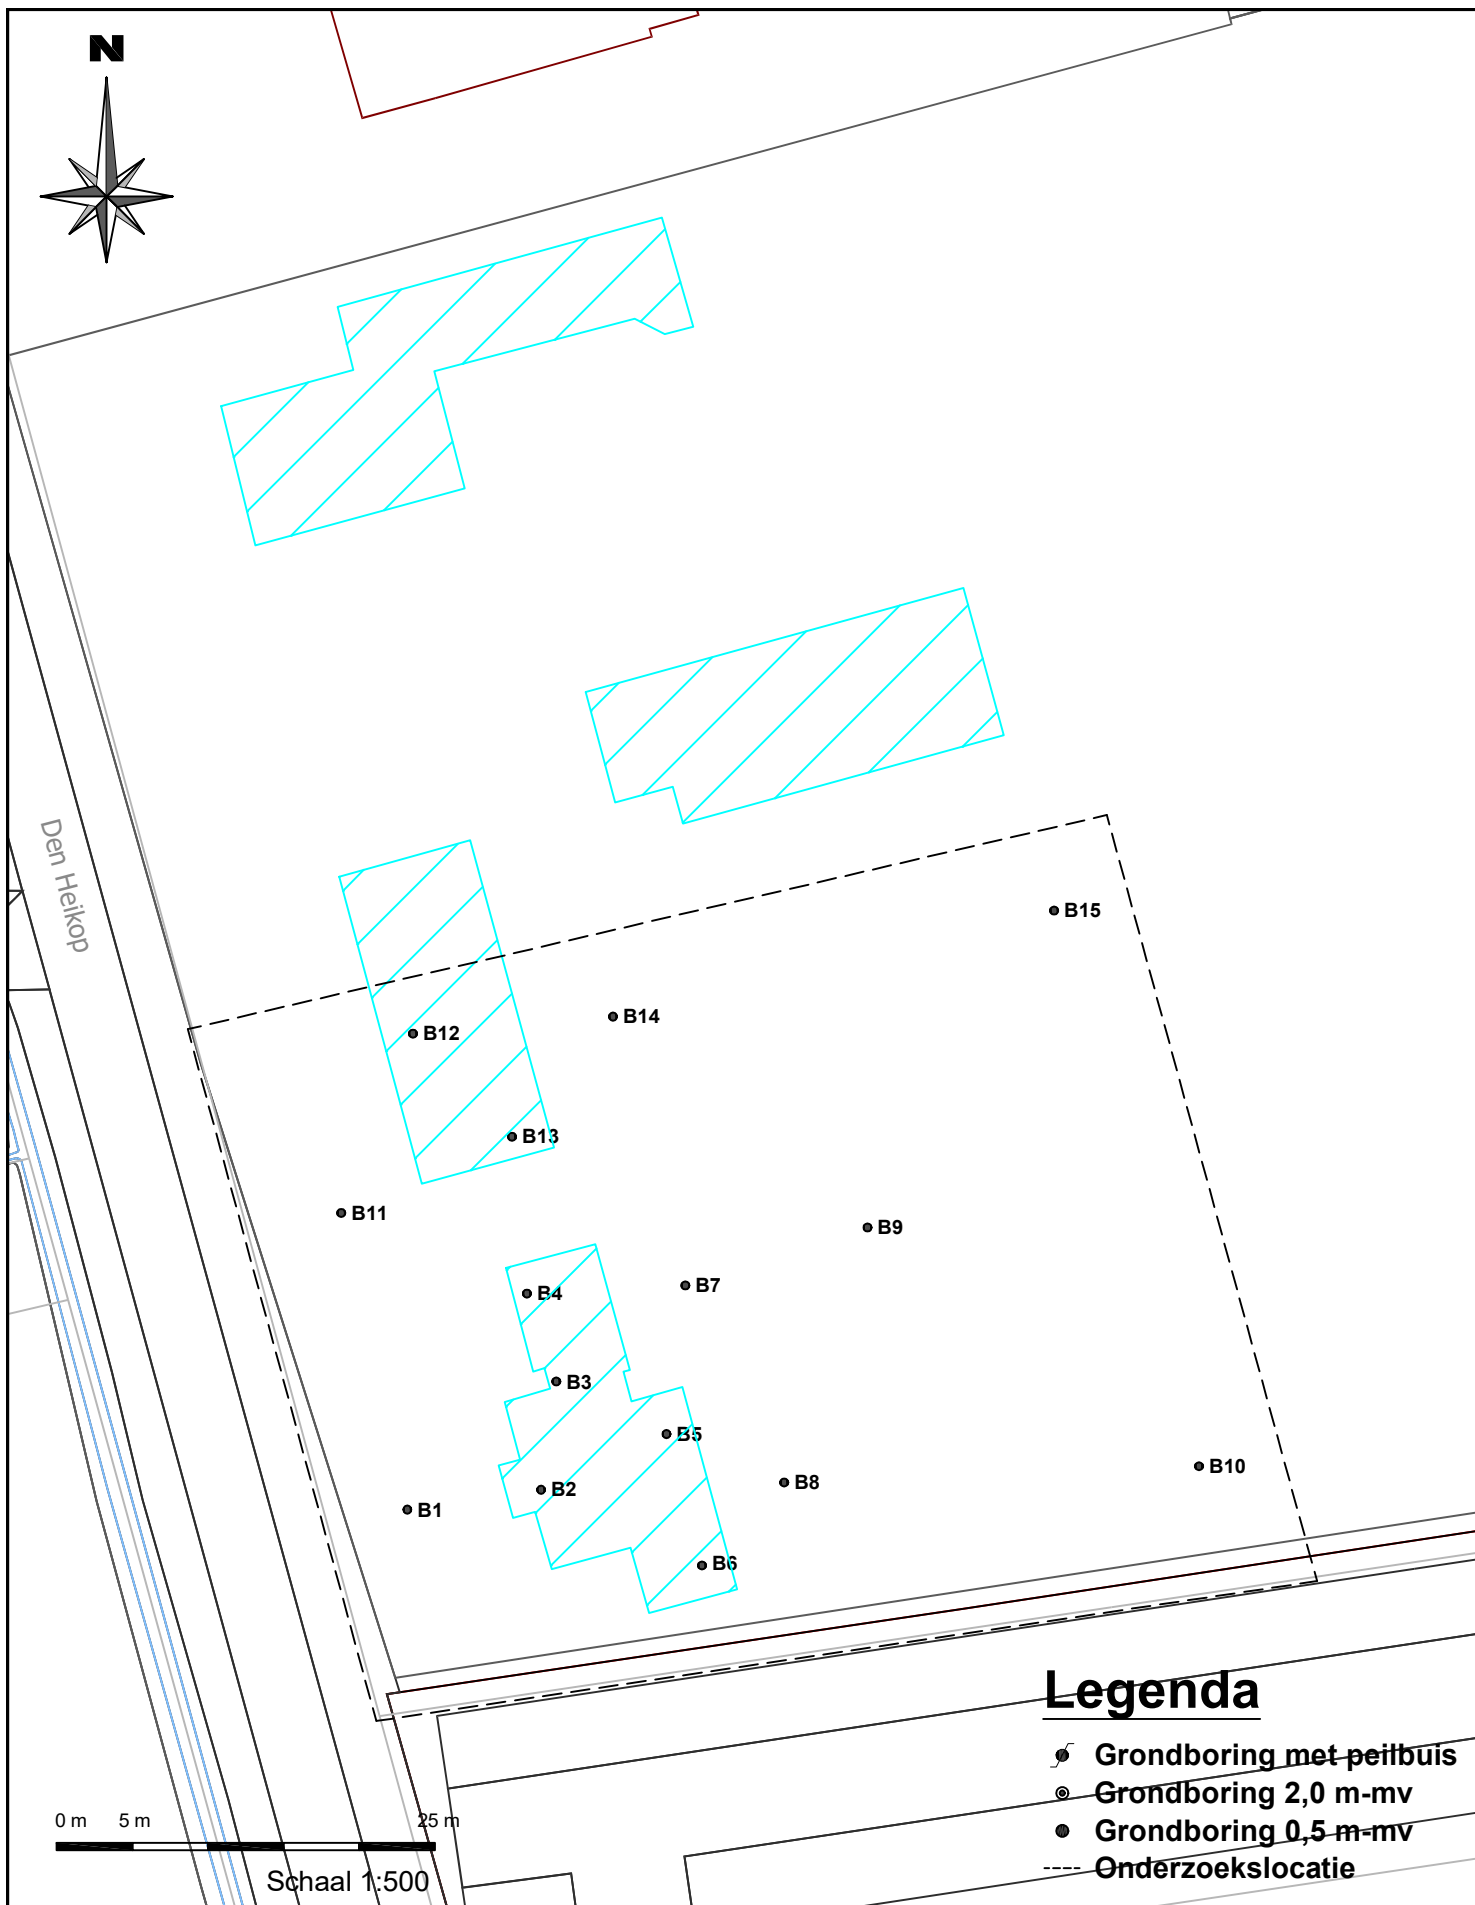 N
Den Heikop
B15
B14
B12
B13
B11
B9
B7
B4
B3
B5
B10
B8
B2
B1
B6
Legenda
Grondboring met peilbuis
Grondboring 2,0 m-mv
Grondboring 0,5 m-mv
Onderzoekslocatie
0 m 5 m 25 m
Schaal 1:500